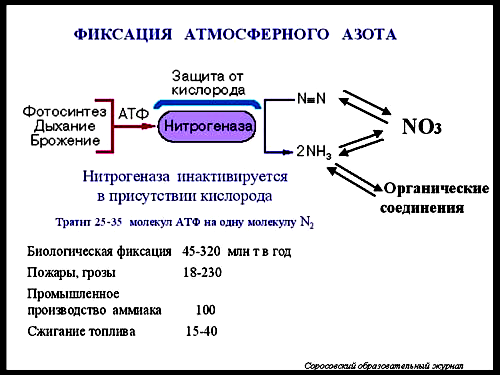 ФИКСАЦИЯ АТМОСФЕРНОГО АЗОТА
Защита от
кислорода
Фотосинтез
Дыхание
Брожение
АТФ
Нитрогеназа
N≡N
2NH3
NO3
Органические
соединения
Нитрогеназа инактивируется
в присутствии кислорода
Тратит 25-35 молекул АТФ на одну молекулу N2
Биологическая фиксация 45-320 млн т в год
Пожары, грозы 18-230
Промышленное
производство аммиака 100
Сжигание топлива 15-40
Соросовский образовательный журнал